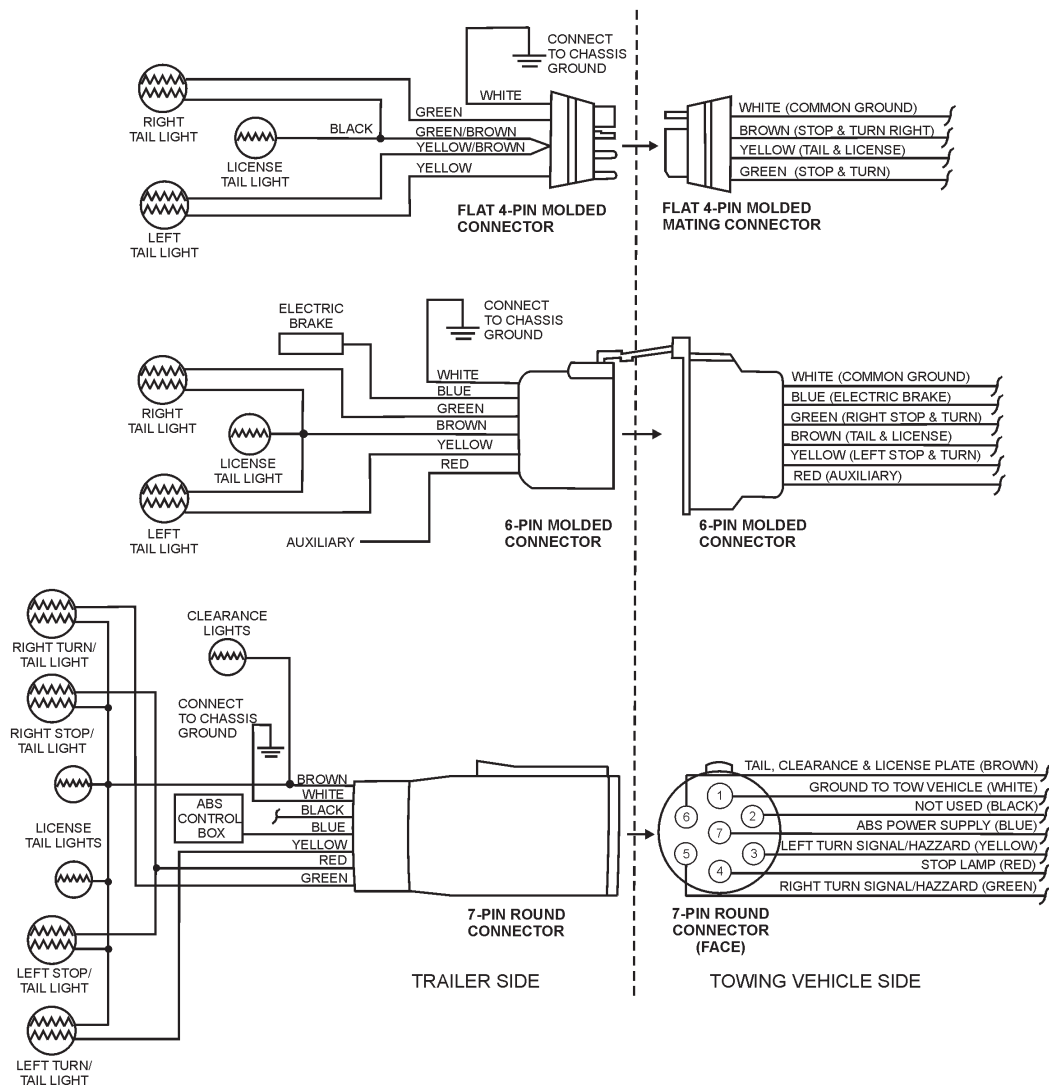 CONNECT
TO CHASSIS
GROUND
WHITE
GREEN
RIGHT
TAIL LIGHT
BLACK
GREEN/BROWN
YELLOW/BROWN
LICENSE
TAIL LIGHT
YELLOW
LEFT
TAIL LIGHT
FLAT 4-PIN MOLDED
CONNECTOR
WHITE (COMMON GROUND)
BROWN (STOP & TURN RIGHT)
YELLOW (TAIL & LICENSE)
GREEN (STOP & TURN)
FLAT 4-PIN MOLDED
MATING CONNECTOR
ELECTRIC
BRAKE
CONNECT
TO CHASSIS
GROUND
WHITE
BLUE
GREEN
BROWN
YELLOW
RED
RIGHT
TAIL LIGHT
LICENSE
TAIL LIGHT
LEFT
TAIL LIGHT
AUXILIARY
6-PIN MOLDED
CONNECTOR
WHITE (COMMON GROUND)
BLUE (ELECTRIC BRAKE)
GREEN (RIGHT STOP & TURN)
BROWN (TAIL & LICENSE)
YELLOW (LEFT STOP & TURN)
RED (AUXILIARY)
6-PIN MOLDED
CONNECTOR
RIGHT TURN/
TAIL LIGHT
CLEARANCE
LIGHTS
RIGHT STOP/
TAIL LIGHT
CONNECT
TO CHASSIS
GROUND
LICENSE
TAIL LIGHTS
ABS
CONTROL
BOX
BROWN
WHITE
BLACK
BLUE
YELLOW
RED
GREEN
LEFT STOP/
TAIL LIGHT
LEFT TURN/
TAIL LIGHT
7-PIN ROUND
CONNECTOR
TAIL, CLEARANCE & LICENSE PLATE (BROWN)
GROUND TO TOW VEHICLE (WHITE)
NOT USED (BLACK)
ABS POWER SUPPLY (BLUE)
LEFT TURN SIGNAL/HAZZARD (YELLOW)
STOP LAMP (RED)
RIGHT TURN SIGNAL/HAZZARD (GREEN)
1
6
2
7
5
3
4
7-PIN ROUND
CONNECTOR
(FACE)
TRAILER SIDE
TOWING VEHICLE SIDE